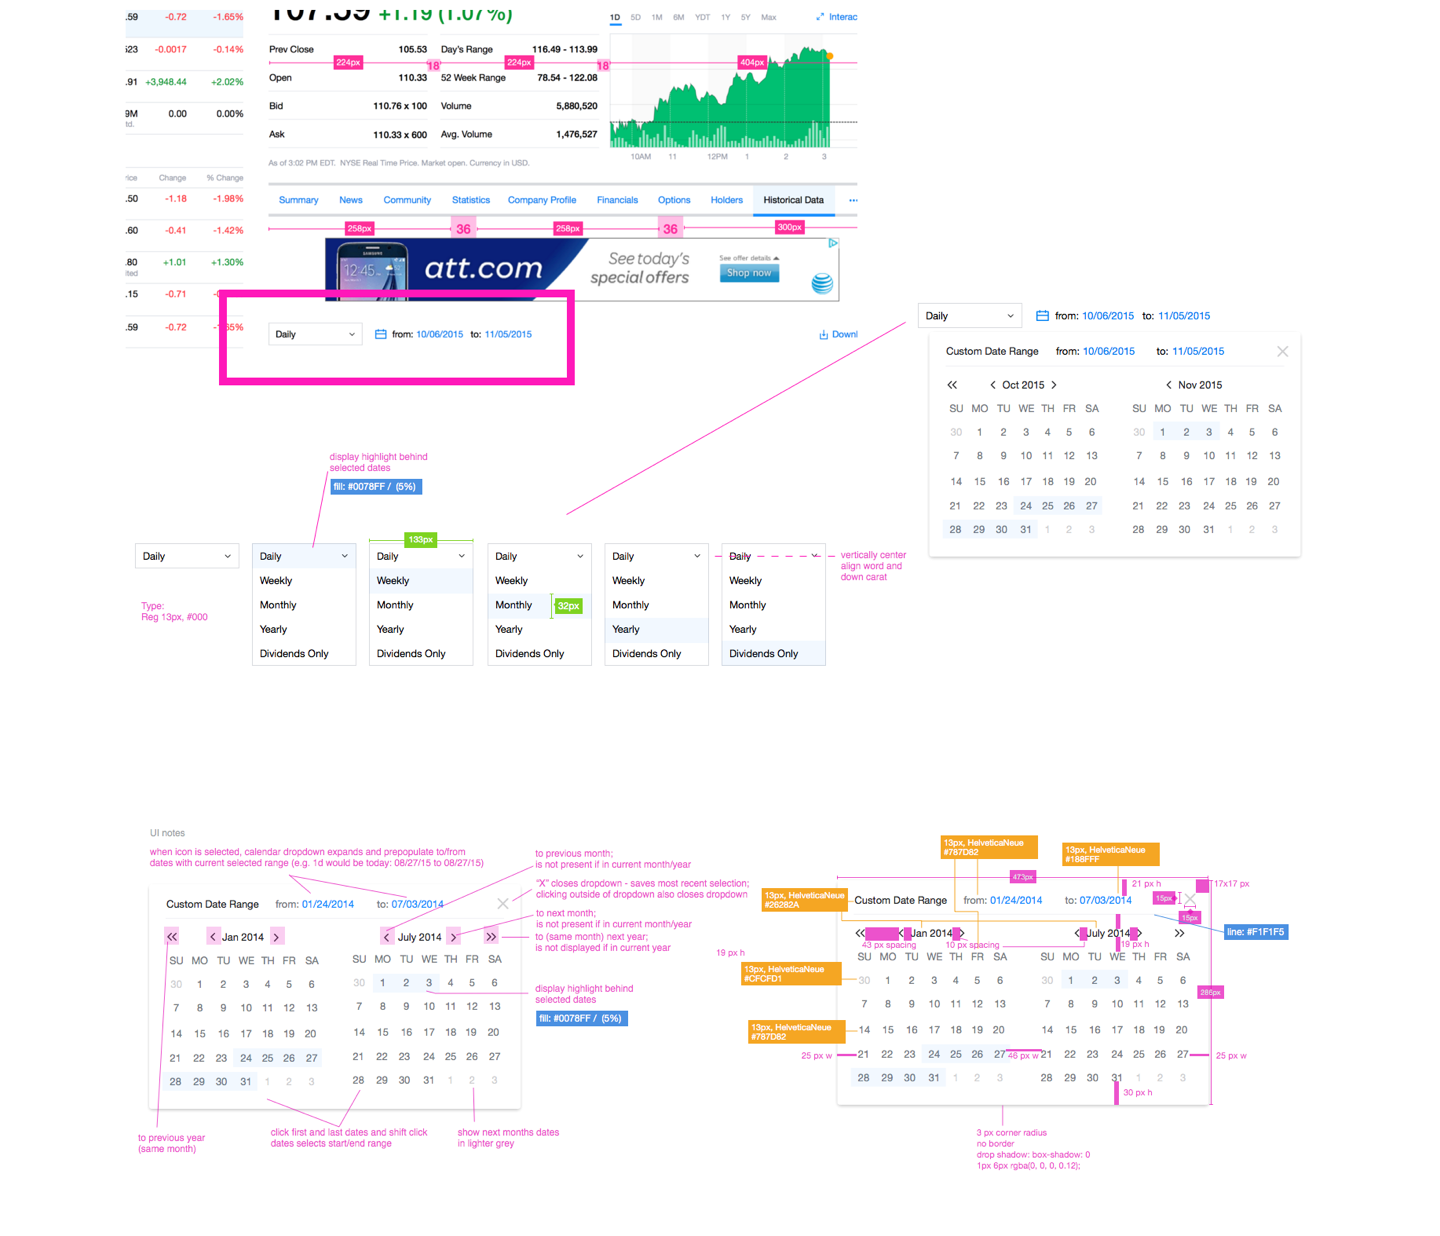 .59 -0.72 -1.65%
523 -0.0017 -0.14%
.91 +3,948.44 +2.02%
9M 0.00 0.00%
td.
rice Change % Change
.50 -1.18 -1.98%
.60 -0.41 -1.42%
.80 +1.01 +1.30%
ited
.15 -0.71
.59 -0.72
107.59 +1.19 (1.07%)
Prev Close 105.53 Day's Range 116.49 - 113.99
224px 18 224px 18 404px
Open 110.33 52 Week Range 78.54 - 122.08
Bid 110.76 x 100 Volume 5,880,520
Ask 110.33 x 600 Avg. Volume 1,476,527
As of 3:02 PM EDT. NYSE Real Time Price. Market open. Currency in USD.
1D 5D 1M 6M YDT 1Y 5Y Max Interac
10AM 11 12PM 1 2 3
Summary News Community Statistics Company Profile Financials Options Holders Historical Data ...
258px 36 258px 36 300px
SAMSUNG
12:45
att.com
See today's
special offers
See offer details
Shop now
AT&T
Daily from: 10/06/2015 to: 11/05/2015 Downl
Daily from: 10/06/2015 to: 11/05/2015
Custom Date Range from: 10/06/2015 to: 11/05/2015
Oct 2015 Nov 2015
SU MO TU WE TH FR SA SU MO TU WE TH FR SA
30 1 2 3 4 5 6 30 1 2 3 4 5 6
7 8 9 10 11 12 13 7 8 9 10 11 12 13
14 15 16 17 18 19 20 14 15 16 17 18 19 20
21 22 23 24 25 26 27 21 22 23 24 25 26 27
28 29 30 31 1 2 3 28 29 30 31 1 2 3
display highlight behind
selected dates
fill: #0078FF / (5%)
133px
Daily Daily Daily Daily Daily Daily
Weekly Weekly Weekly Weekly Weekly
Monthly Monthly Monthly 32px Monthly Monthly
Yearly Yearly Yearly Yearly Yearly
Dividends Only Dividends Only Dividends Only Dividends Only Dividends Only
Type:
Reg 13px, #000
vertically center
align word and
down carat
UI notes
when icon is selected, calendar dropdown expands and prepopulate to/from
dates with current selected range (e.g. 1d would be today: 08/27/15 to 08/27/15)
Custom Date Range from: 01/24/2014 to: 07/03/2014
Jan 2014 July 2014
SU MO TU WE TH FR SA SU MO TU WE TH FR SA
30 1 2 3 4 5 6 30 1 2 3 4 5 6
7 8 9 10 11 12 13 7 8 9 10 11 12 13
14 15 16 17 18 19 20 14 15 16 17 18 19 20
21 22 23 24 25 26 27 21 22 23 24 25 26 27
28 29 30 31 1 2 3 28 29 30 31 1 2 3
to previous month;
is not present if in current month/year
"X" closes dropdown - saves most recent selection;
clicking outside of dropdown also closes dropdown
to next month;
is not present if in current month/year
to (same month) next year;
is not displayed if in current year
display highlight behind
selected dates
fill: #0078FF / (5%)
to previous year
(same month)
click first and last dates and shift click
dates selects start/end range
show next months dates
in lighter grey
13px, HelveticaNeue
#787D82
13px, HelveticaNeue
#188FFF
473px
21 px h
17x17 px
13px, HelveticaNeue
#26282A
Custom Date Range from: 01/24/2014 to: 07/03/2014
15px
15px
line: #F1F1F5
Jan 2014 July 2014
43 px spacing 10 px spacing 19 px h
19 px h
SU MO TU WE TH FR SA SU MO TU WE TH FR SA
13px, HelveticaNeue
#CFCFD1
30 1 2 3 4 5 6 30 1 2 3 4 5 6
286px
7 8 9 10 11 12 13 7 8 9 10 11 12 13
13px, HelveticaNeue
#787D82
14 15 16 17 18 19 20 14 15 16 17 18 19 20
25 px w 21 22 23 24 25 26 27 46 px w 21 22 23 24 25 26 27 25 px w
28 29 30 31 1 2 3 28 29 30 31 1 2 3
30 px h
3 px corner radius
no border
drop shadow: box-shadow: 0
1px 6px rgba(0, 0, 0, 0.12);